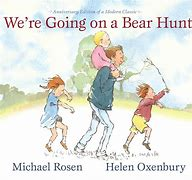 Anniversary Edition of a Modern Classic
We're Going on a Bear Hunt
Michael Rosen Helen Oxenbury